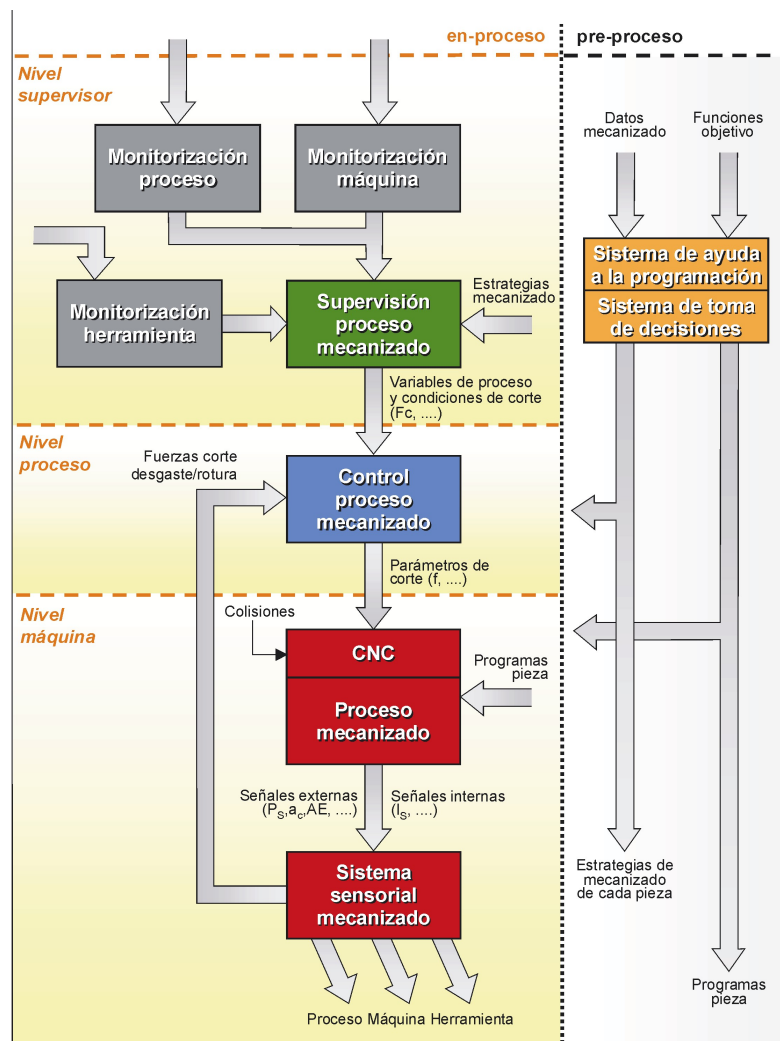 en-proceso
pre-proceso
Nivel
supervisor
Monitorización
proceso
Monitorización
máquina
Monitorización
herramienta
Supervisión
proceso
mecanizado
Estrategias
mecanizado
Variables de proceso
y condiciones de corte
(Fc, ....)
Nivel
proceso
Fuerzas corte
desgaste/rotura
Control
proceso
mecanizado
Parámetros de
corte (f, ....)
Nivel
máquina
Colisiones
CNC
Proceso
mecanizado
Programas
pieza
Señales externas
(PS,ac,AE, ....)
Señales internas
(IS, ....)
Sistema
sensorial
mecanizado
Proceso Máquina Herramienta
Datos
mecanizado
Funciones
objetivo
Sistema de ayuda
a la programación
Sistema de toma
de decisiones
Estrategias de
mecanizado
de cada pieza
Programas
pieza